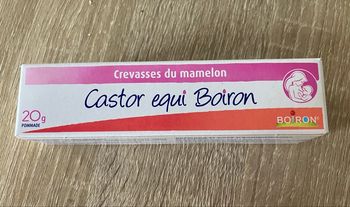 Crevasses du mamelon
Castor equi Boiron
20g
POMMADE
BOIRON